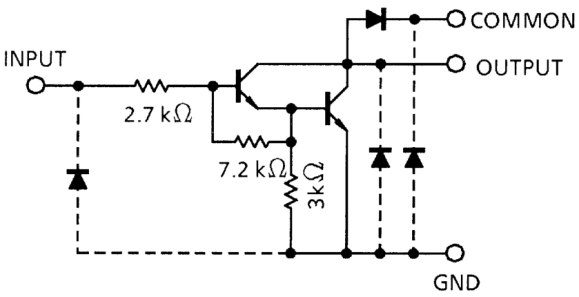 COMMON
INPUT
OUTPUT
2.7 kΩ
7.2 kΩ
3kΩ
GND